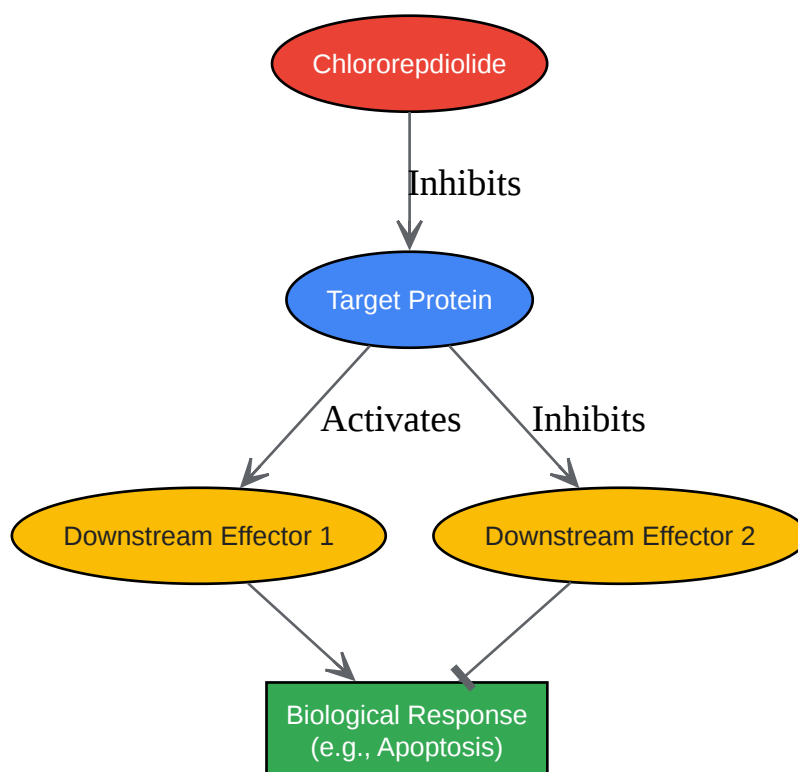 Chlororepdiolide
Inhibits
Target Protein
Activates
Inhibits
Downstream Effector 1
Downstream Effector 2
Biological Response
(e.g., Apoptosis)